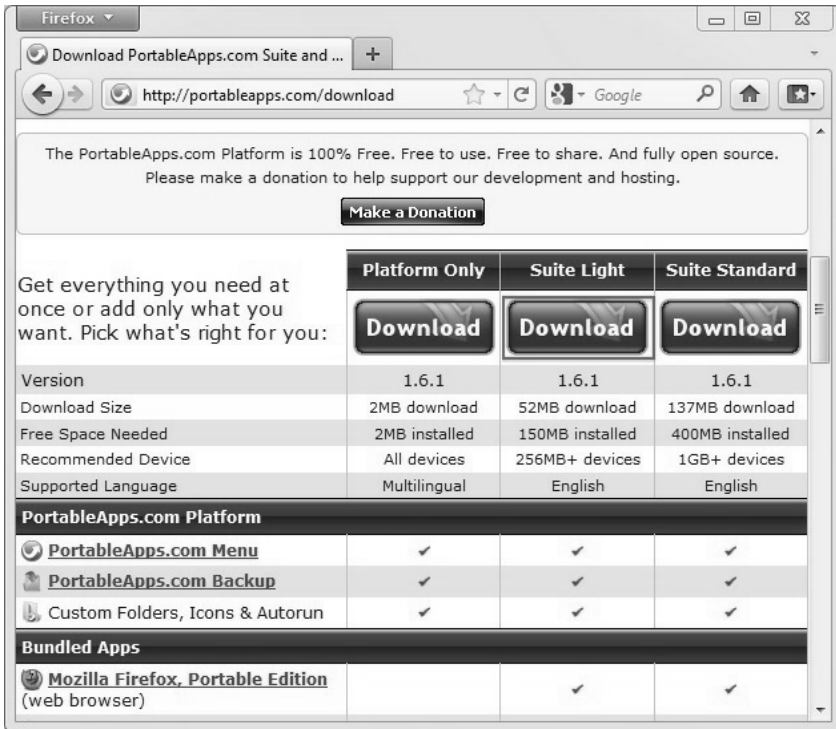 Firefox
Download PortableApps.com Suite and ...
http://portableapps.com/download
Google
The PortableApps.com Platform is 100% Free. Free to use. Free to share. And fully open source.
Please make a donation to help support our development and hosting.
Make a Donation
Get everything you need at
once or add only what you
want. Pick what's right for you:
Platform Only Suite Light Suite Standard
Download Download Download
Version 1.6.1 1.6.1 1.6.1
Download Size 2MB download 52MB download 137MB download
Free Space Needed 2MB installed 150MB installed 400MB installed
Recommended Device All devices 256MB+ devices 1GB+ devices
Supported Language Multilingual English English
PortableApps.com Platform
PortableApps.com Menu ✔ ✔ ✔
PortableApps.com Backup ✔ ✔ ✔
Custom Folders, Icons & Autorun ✔ ✔ ✔
Bundled Apps
Mozilla Firefox, Portable Edition ✔ ✔
(web browser)